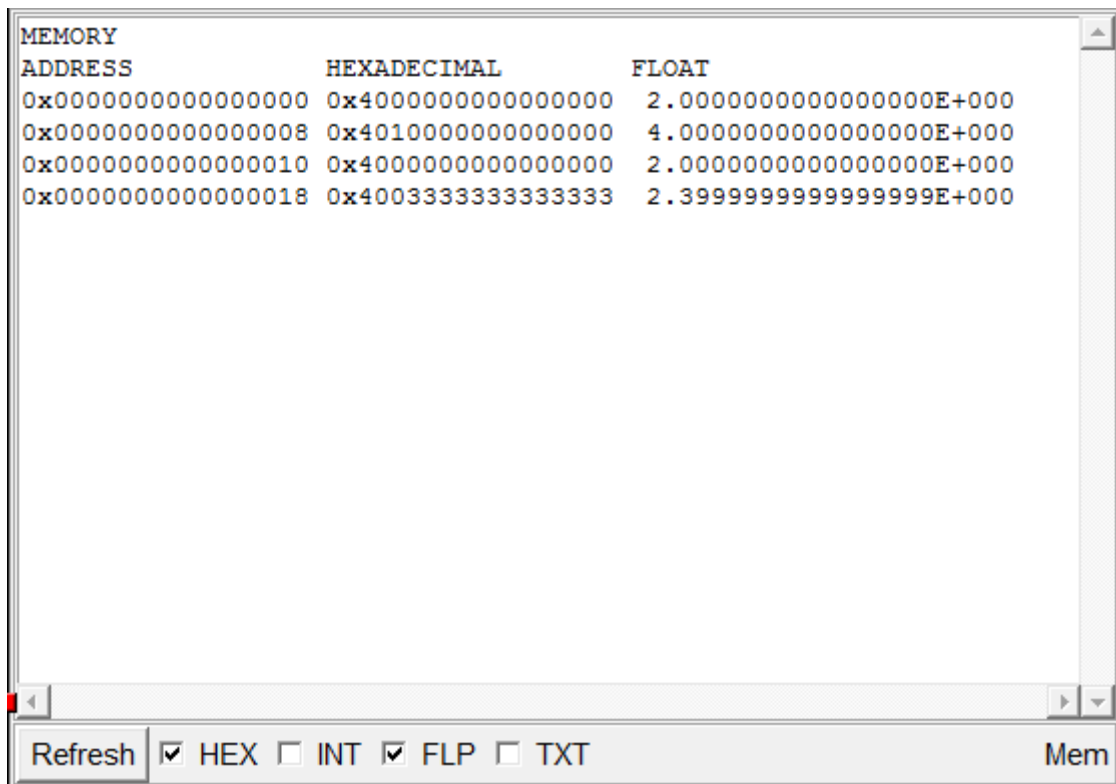 MEMORY
ADDRESS HEXADECIMAL FLOAT
0x0000000000000000 0x4000000000000000 2.0000000000000000E+000
0x0000000000000008 0x4010000000000000 4.0000000000000000E+000
0x0000000000000010 0x4000000000000000 2.0000000000000000E+000
0x0000000000000018 0x4003333333333333 2.3999999999999999E+000
Refresh HEX INT FLP TXT Mem